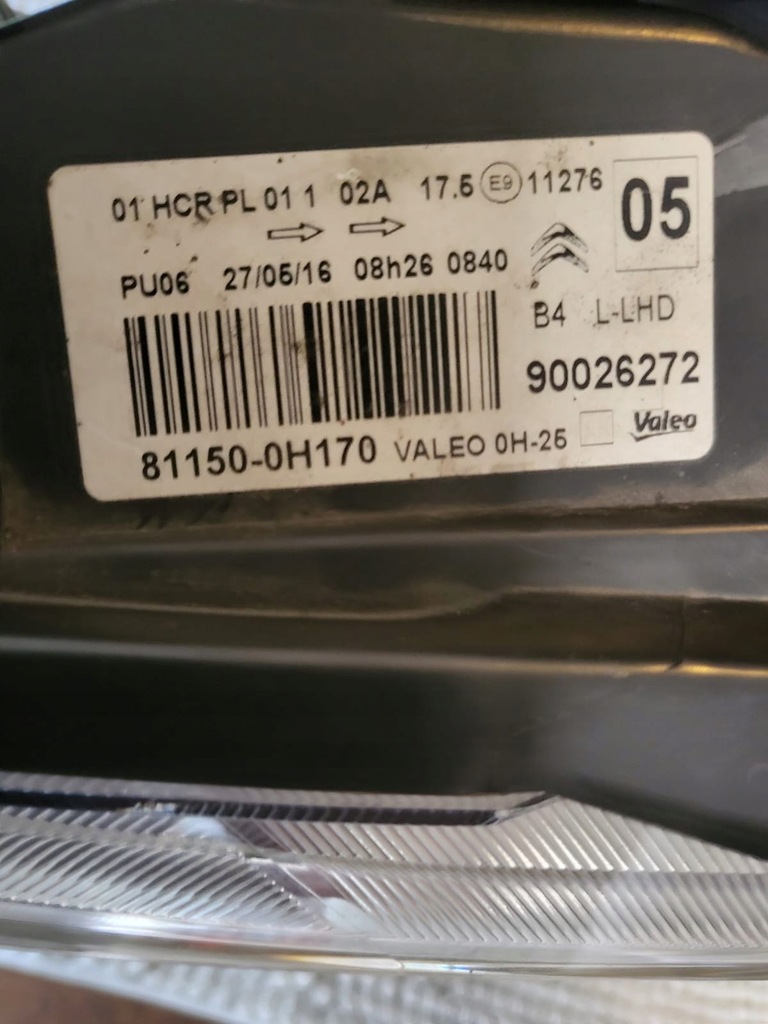 01 HCR PL 01 1 02A 17.5 E9 11276 05
PU06 27/05/16 08h26 0840
B4 L-LHD
90026272
81150-0H170 VALEO 0H-25 Valeo